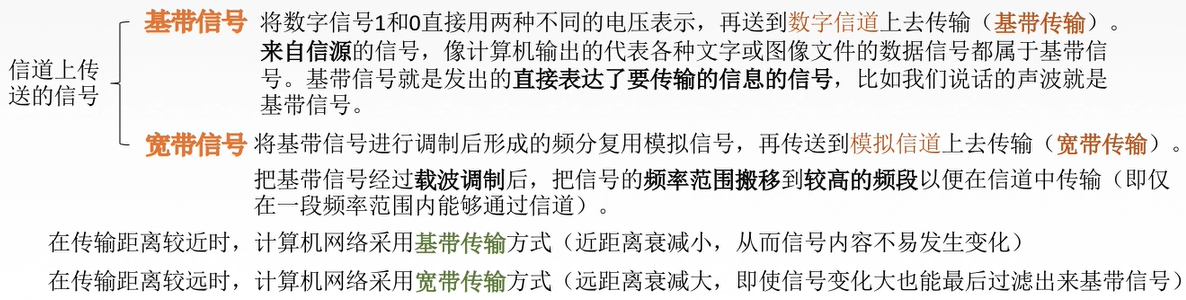 基带信号 将数字信号1和0直接用两种不同的电压表示，再送到数字信道上去传输（基带传输）。
来自信源的信号，像计算机输出的代表各种文字或图像文件的数据信号都属于基带信
号。基带信号就是发出的直接表达了要传输的信息的信号，比如我们说话的声波就是
基带信号。
信道上传
送的信号
宽带信号 将基带信号进行调制后形成的频分复用模拟信号，再传送到模拟信道上去传输（宽带传输）。
把基带信号经过载波调制后，把信号的频率范围搬移到较高的频段以便在信道中传输（即仅
在一段频率范围内能够通过信道）。
在传输距离较近时，计算机网络采用基带传输方式（近距离衰减小，从而信号内容不易发生变化）
在传输距离较远时，计算机网络采用宽带传输方式（远距离衰减大，即使信号变化大也能最后过滤出来基带信号）